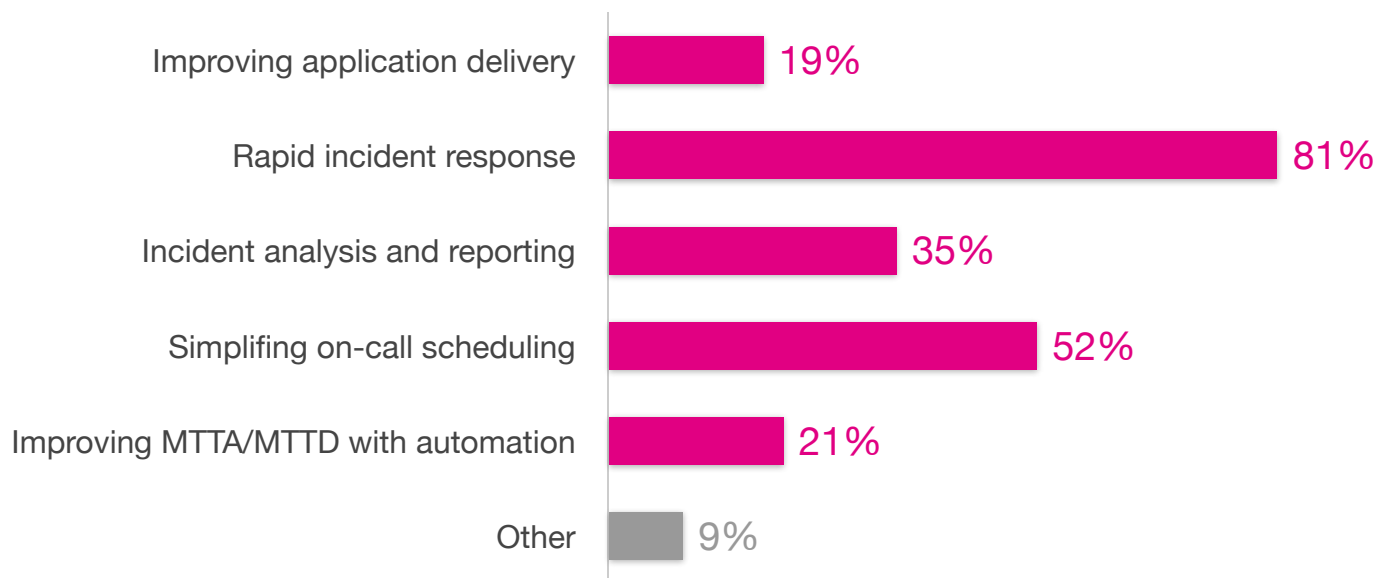 Improving application delivery 19%
Rapid incident response 81%
Incident analysis and reporting 35%
Simplifing on-call scheduling 52%
Improving MTTA/MTTD with automation 21%
Other 9%